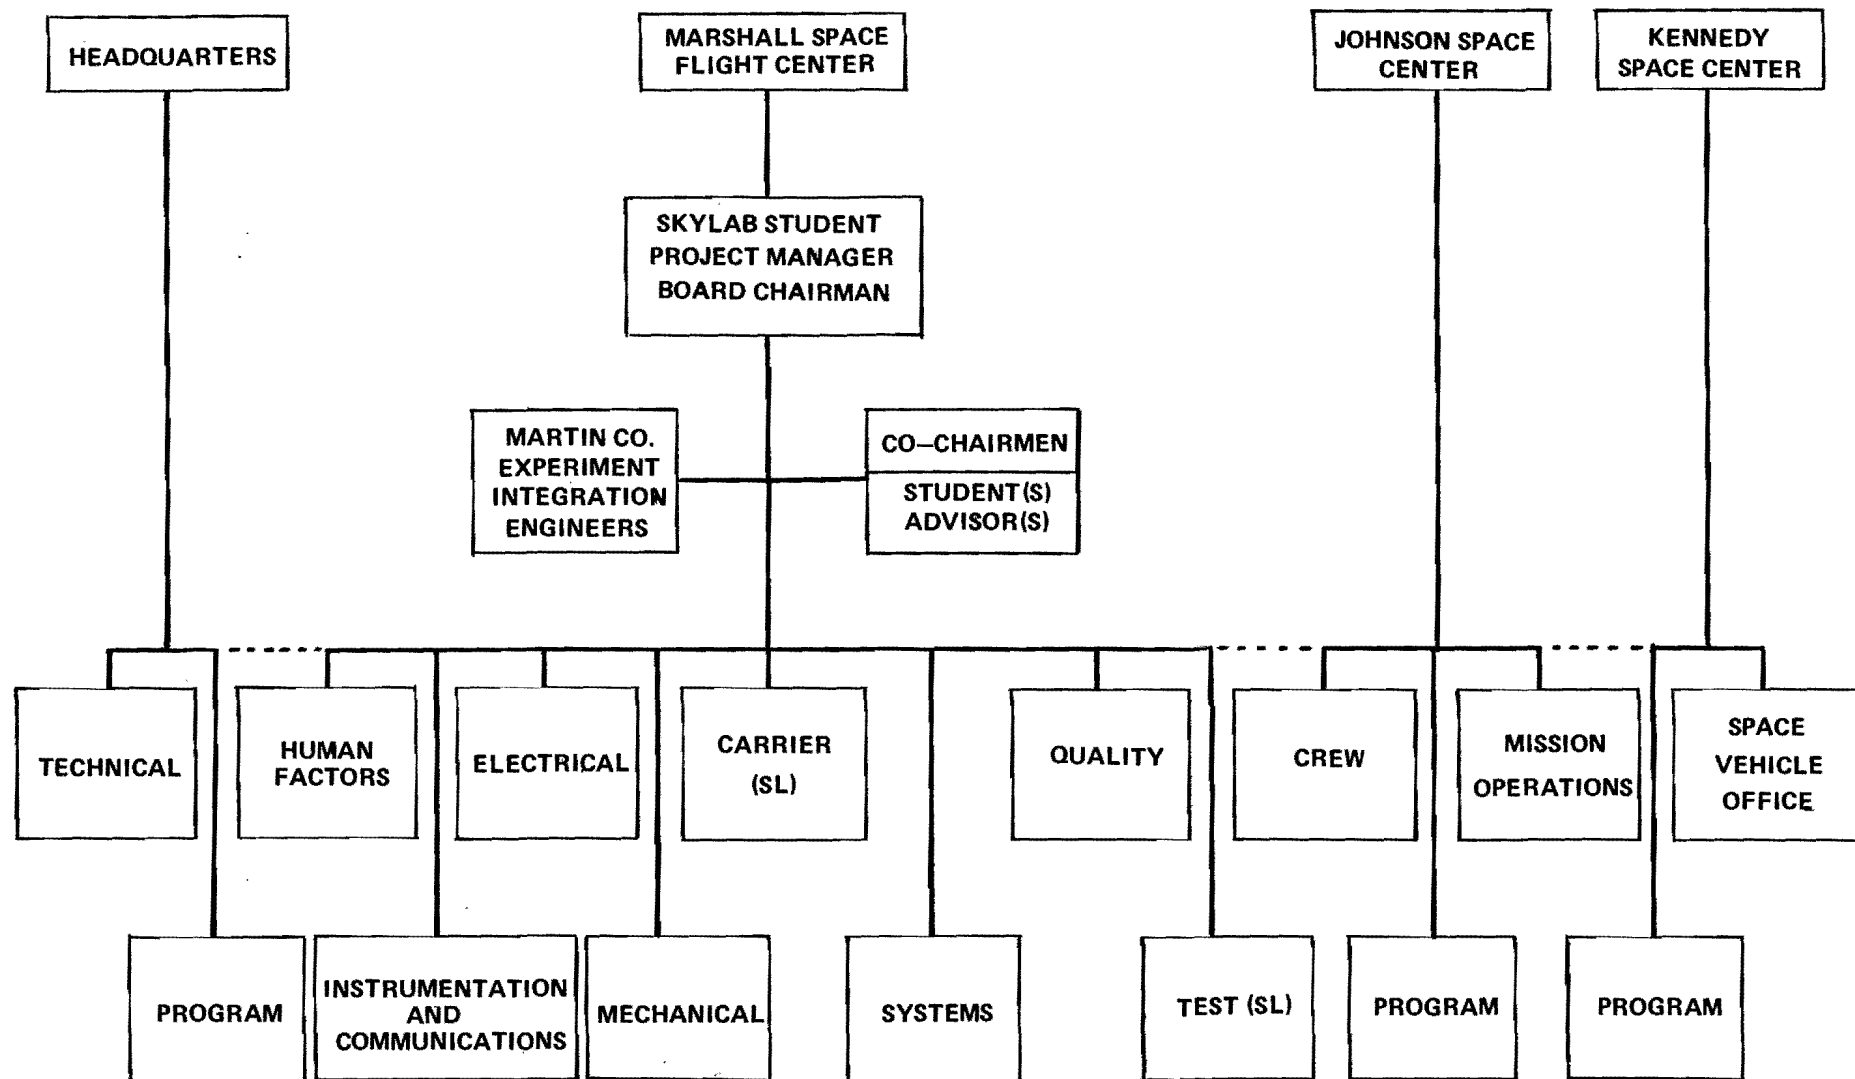 HEADQUARTERS
MARSHALL SPACE
FLIGHT CENTER
JOHNSON SPACE
CENTER
KENNEDY
SPACE CENTER
SKYLAB STUDENT
PROJECT MANAGER
BOARD CHAIRMAN
MARTIN CO.
EXPERIMENT
INTEGRATION
ENGINEERS
CO–CHAIRMEN
STUDENT(S)
ADVISOR(S)
TECHNICAL
HUMAN
FACTORS
ELECTRICAL
CARRIER
(SL)
QUALITY
CREW
MISSION
OPERATIONS
SPACE
VEHICLE
OFFICE
PROGRAM
INSTRUMENTATION
AND
COMMUNICATIONS
MECHANICAL
SYSTEMS
TEST (SL)
PROGRAM
PROGRAM